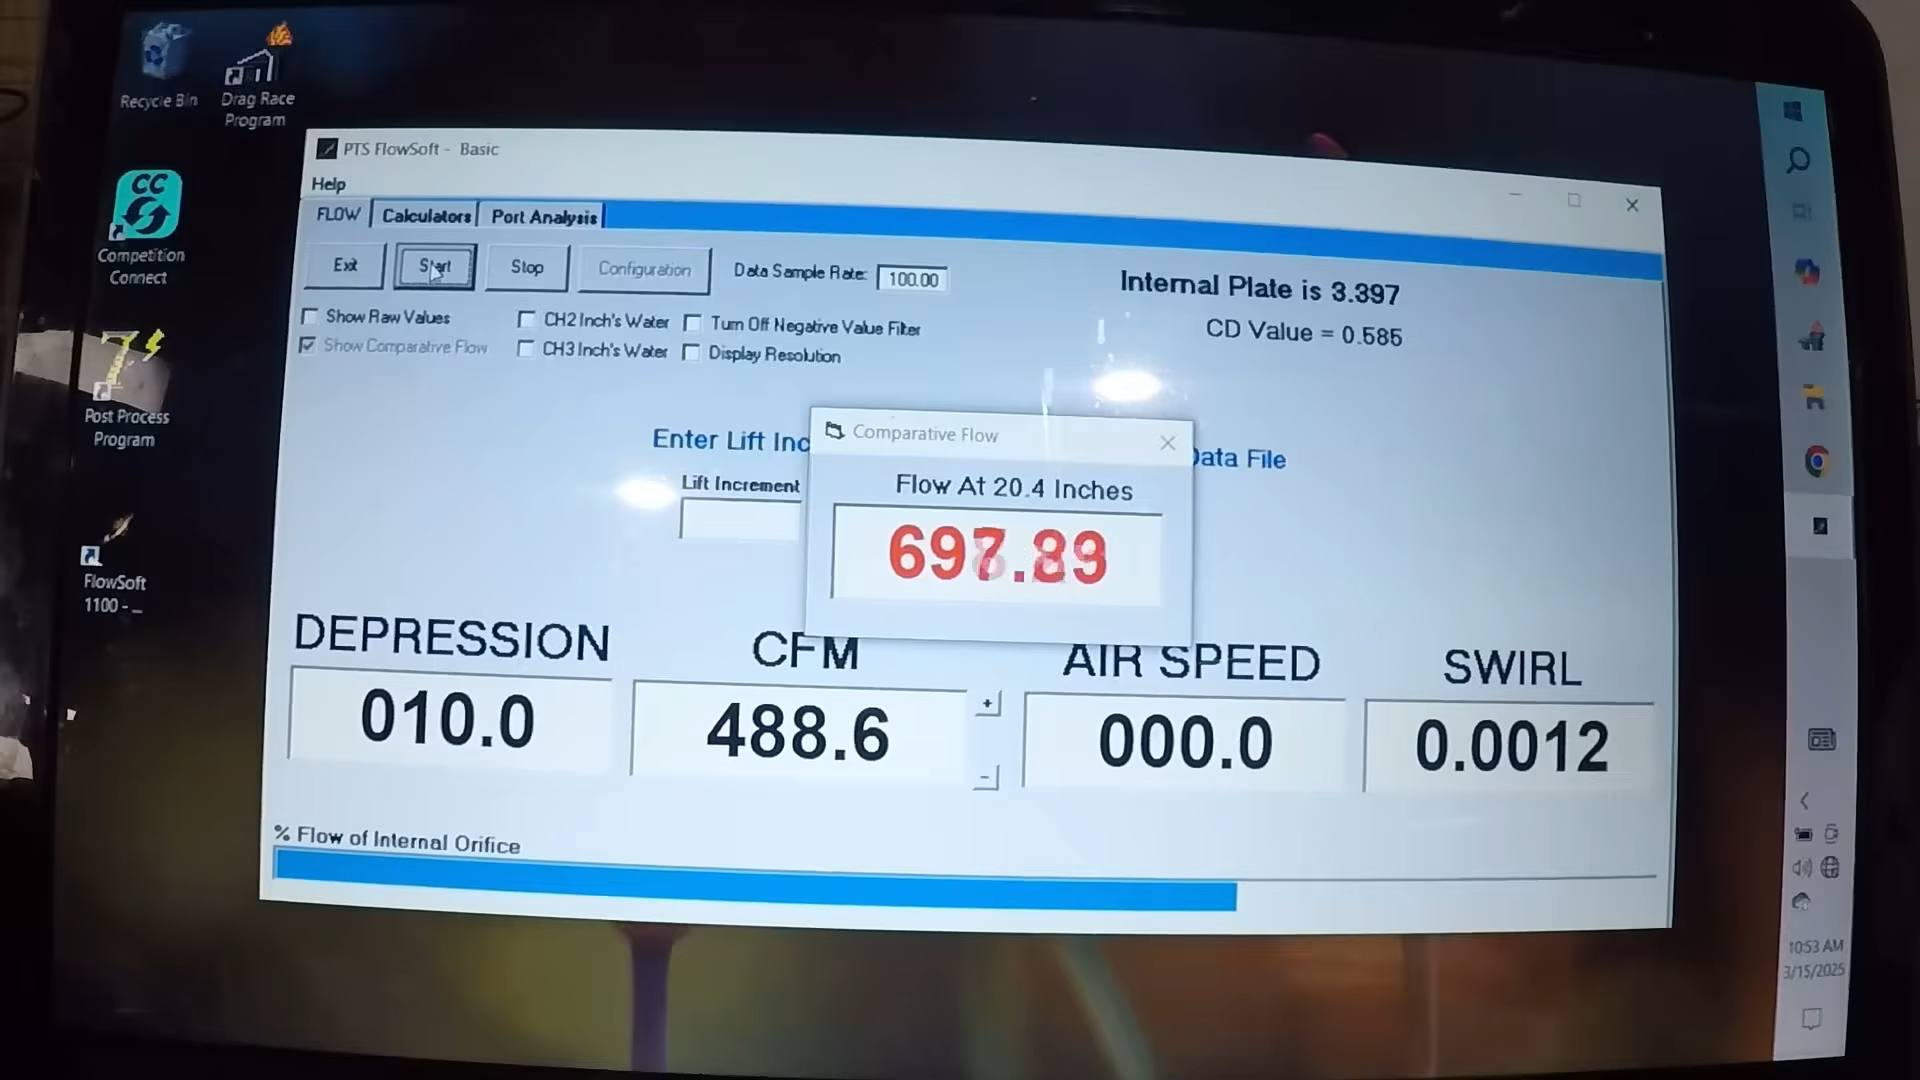 Recycle Bin
Drag Race
Program
Competition
Connect
Post Process
Program
FlowSoft
1100 - ...
PTS FlowSoft - Basic
Help
FLOW Calculators Port Analysis
Exit Start Stop Configuration Data Sample Rate: 100.00
Show Raw Values CH2 Inch's Water Turn Off Negative Value Filter
Show Comparative Flow CH3 Inch's Water Display Resolution
Internal Plate is 3.397
CD Value = 0.585
Enter Lift Data File
Lift Increment
Comparative Flow
Flow At 20.4 Inches
DEPRESSION CFM AIR SPEED SWIRL
010.0 488.6 + - 000.0 0.0012
% Flow of Internal Orifice
10:53 AM
3/15/2025